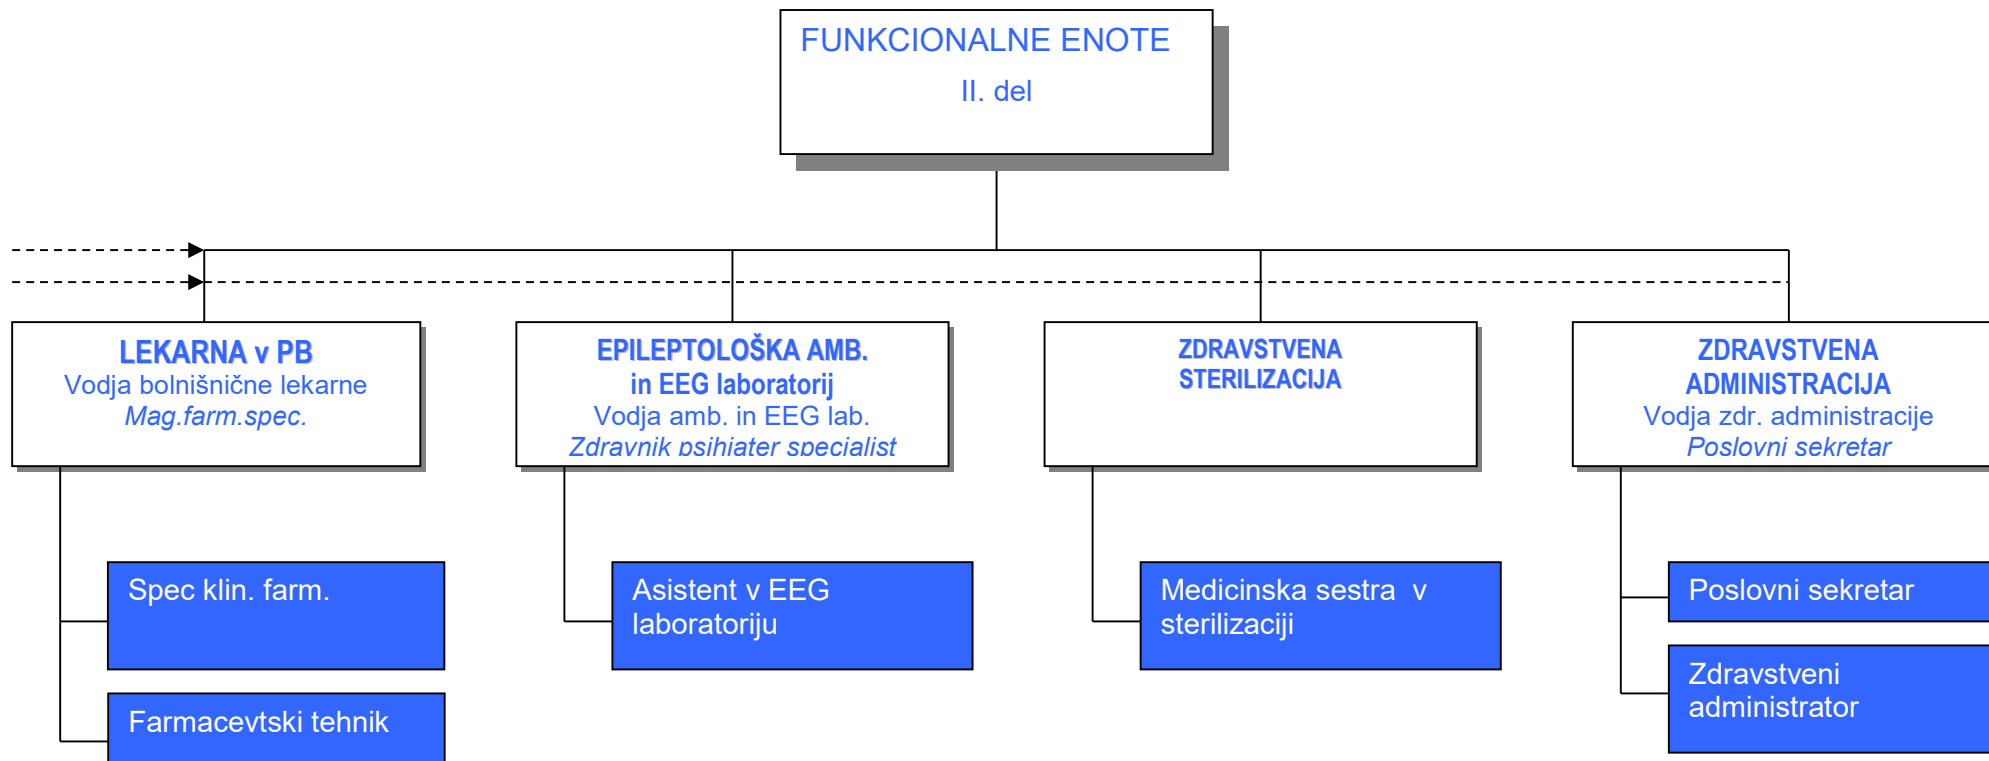 FUNKCIONALNE ENOTE
II. del
LEKARNA v PB
Vodja bolnišnične lekarne
Mag.farm.spec.
EPILEPTOLOŠKA AMB.
in EEG laboratorij
Vodja amb. in EEG lab.
Zdravnik psihiater specialist
ZDRAVSTVENA
STERILIZACIJA
ZDRAVSTVENA
ADMINISTRACIJA
Vodja zdr. administracije
Poslovni sekretar
Spec klin. farm.
Farmacevtski tehnik
Asistent v EEG
laboratoriju
Medicinska sestra v
sterilizaciji
Poslovni sekretar
Zdravstveni
administrator